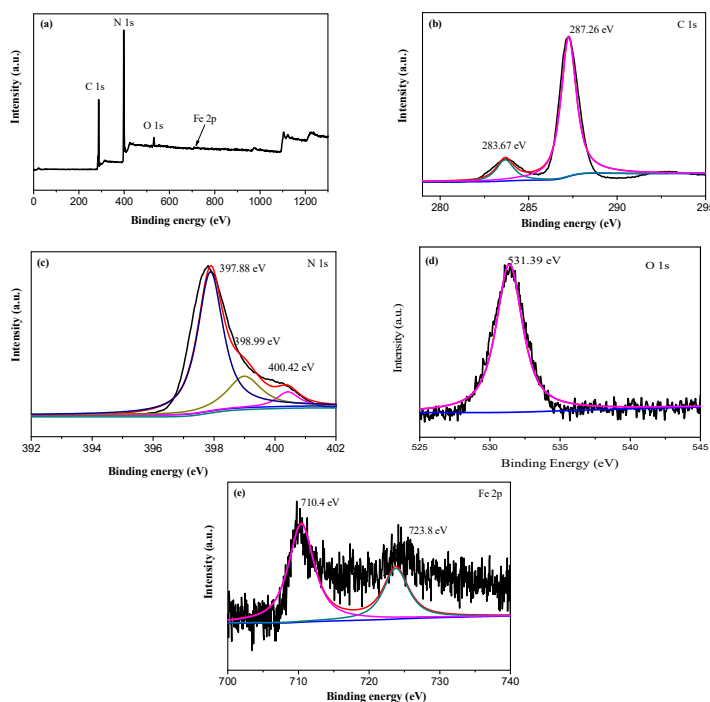 (a)
N 1s
C 1s
O 1s
Fe 2p
Intensity (a.u.)
0 200 400 600 800 1000 1200
Binding energy (eV)
(b)
287.26 eV
C 1s
283.67 eV
Intensity (a.u.)
280 285 290 295
Binding energy (eV)
(c)
N 1s
397.88 eV
398.99 eV
400.42 eV
Intensity (a.u.)
392 394 396 398 400 402
Binding energy (eV)
(d)
531.39 eV
O 1s
Intensity (a.u.)
525 530 535 540 545
Binding Energy (eV)
(e)
710.4 eV
Fe 2p
723.8 eV
Intensity (a.u.)
700 710 720 730 740
Binding energy (eV)